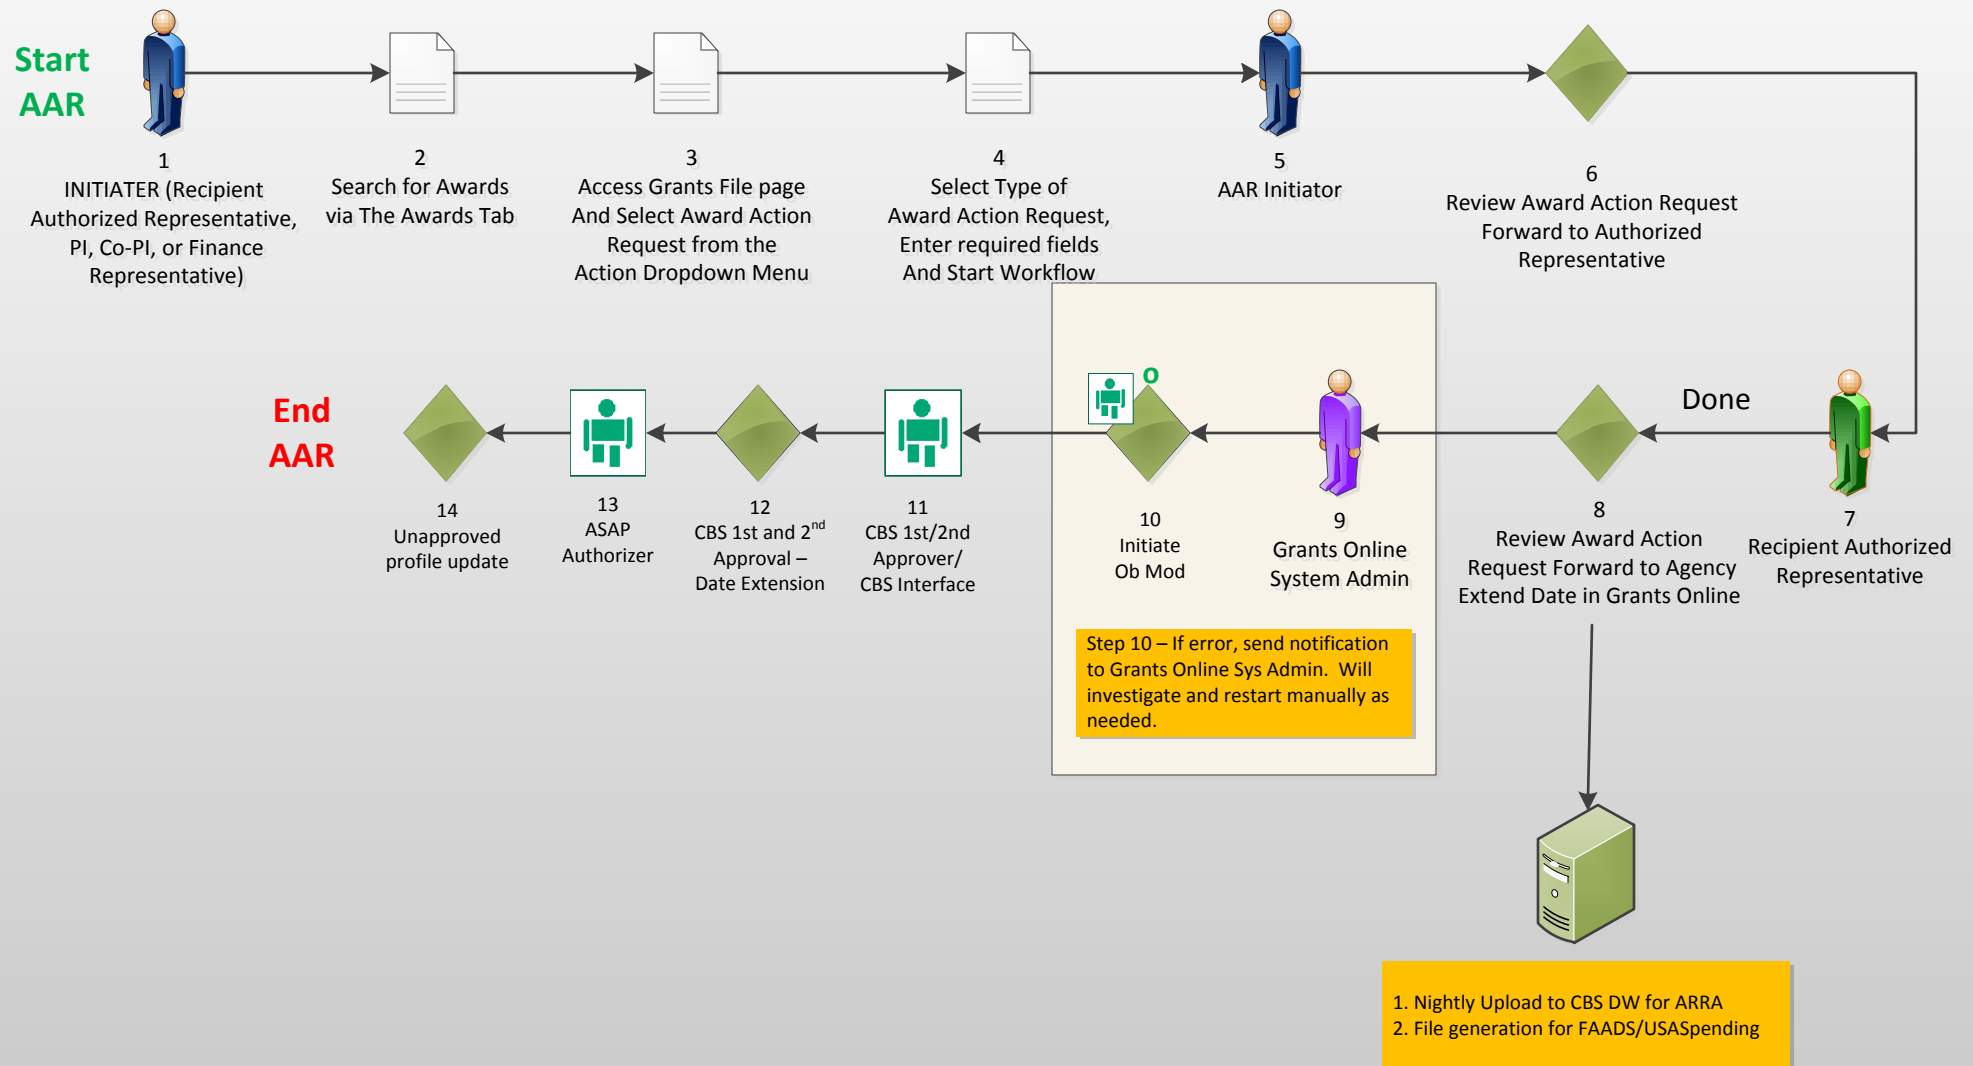 Start
AAR
1
INITIATER (Recipient
Authorized Representative,
PI, Co-PI, or Finance
Representative)
2
Search for Awards
via The Awards Tab
3
Access Grants File page
And Select Award Action
Request from the
Action Dropdown Menu
4
Select Type of
Award Action Request,
Enter required fields
And Start Workflow
5
AAR Initiator
6
Review Award Action Request
Forward to Authorized
Representative
Done
7
Recipient Authorized
Representative
8
Review Award Action
Request Forward to Agency
Extend Date in Grants Online
9
Grants Online
System Admin
o
10
Initiate
Ob Mod
Step 10 – If error, send notification
to Grants Online Sys Admin. Will
investigate and restart manually as
needed.
11
CBS 1st/2nd
Approver/
CBS Interface
12
CBS 1st and 2nd
Approval –
Date Extension
13
ASAP
Authorizer
14
Unapproved
profile update
End
AAR
1. Nightly Upload to CBS DW for ARRA
2. File generation for FAADS/USASpending